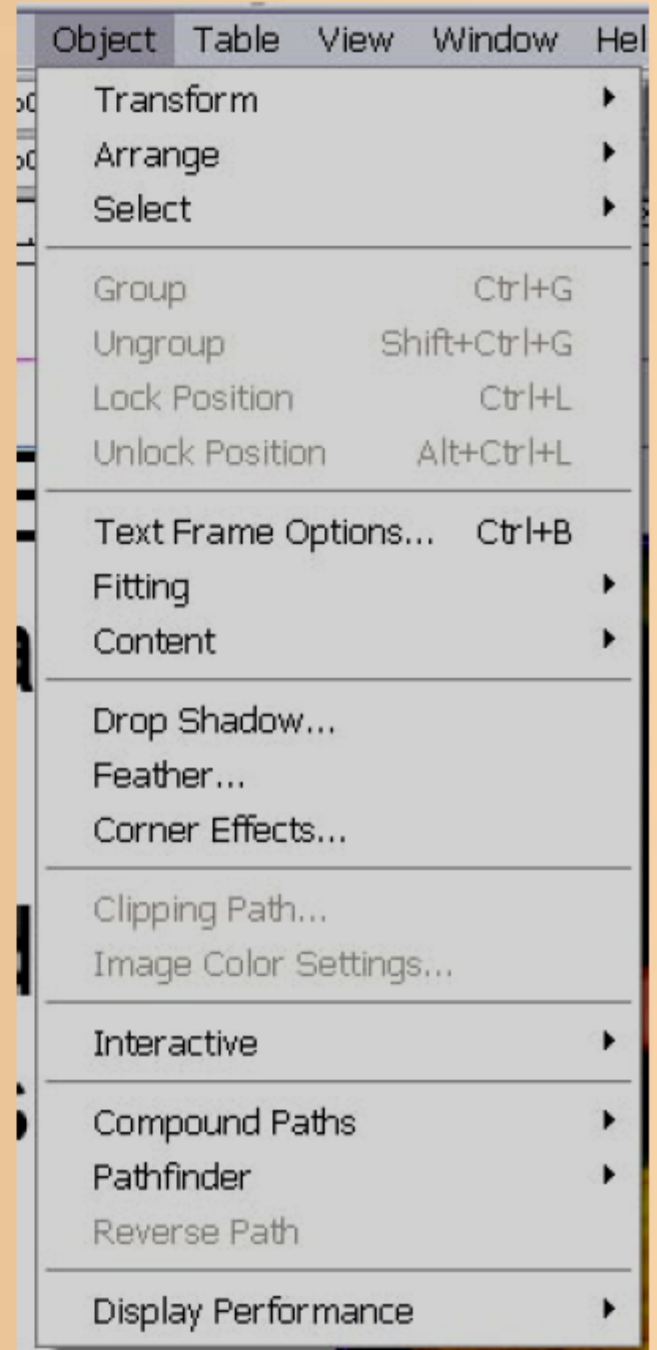 Object Table View Window Hel
Transform
Arrange
Select
Group Ctrl+G
Ungroup Shift+Ctrl+G
Lock Position Ctrl+L
Unlock Position Alt+Ctrl+L
Text Frame Options... Ctrl+B
Fitting
Content
Drop Shadow...
Feather...
Corner Effects...
Clipping Path...
Image Color Settings...
Interactive
Compound Paths
Pathfinder
Reverse Path
Display Performance